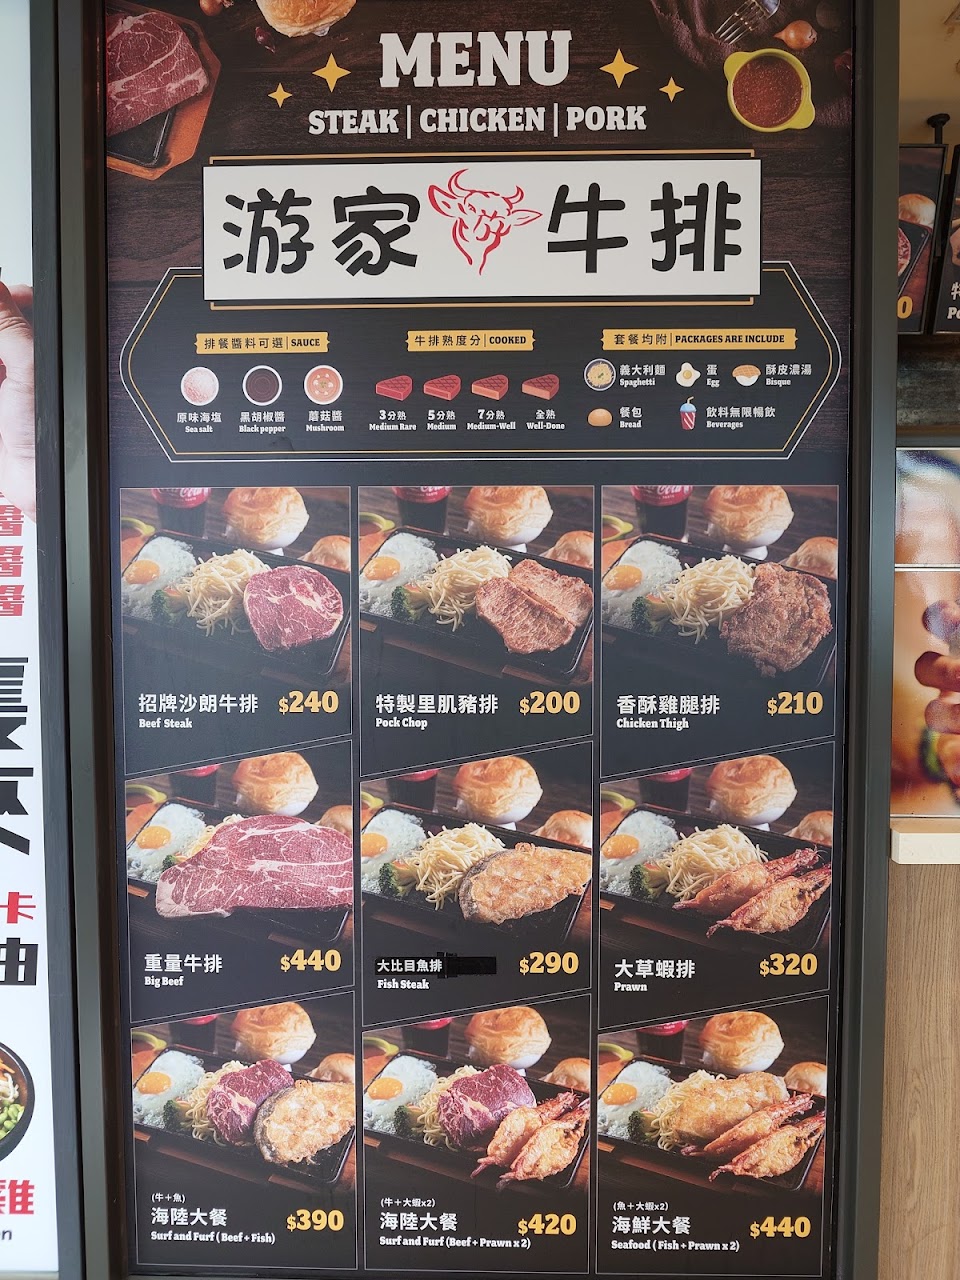 MENU
STEAK | CHICKEN | PORK
游家牛排
排餐醬料可選 | SAUCE
原味海塩
Sea salt
黑胡椒醬
Black pepper
蘑菇醬
Mushroom
牛排熟度分 | COOKED
3分熟
Medium Rare
5分熟
Medium
7分熟
Medium-Well
全熟
Well-Done
套餐均附 | PACKAGES ARE INCLUDE
義大利麵
Spaghetti
蛋
Egg
酥皮濃湯
Bisque
餐包
Bread
飲料無限暢飲
Beverages
招牌沙朗牛排 $240
Beef Steak
特製里肌豬排 $200
Pock Chop
香酥雞腿排 $210
Chicken Thigh
重量牛排 $440
Big Beef
大比目魚排 $290
Fish Steak
大草蝦排 $320
Prawn
(牛+魚)
海陸大餐 $390
Surf and Furf ( Beef + Fish)
(牛+大蝦x2)
海陸大餐 $420
Surf and Furf (Beef + Prawn x 2)
(魚+大蝦x2)
海鮮大餐 $440
Seafood ( Fish + Prawn x 2)
卡
雞